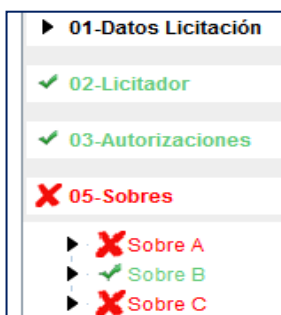 01-Datos Licitación
02-Licitador
03-Autorizaciones
05-Sobres
Sobre A
Sobre B
Sobre C